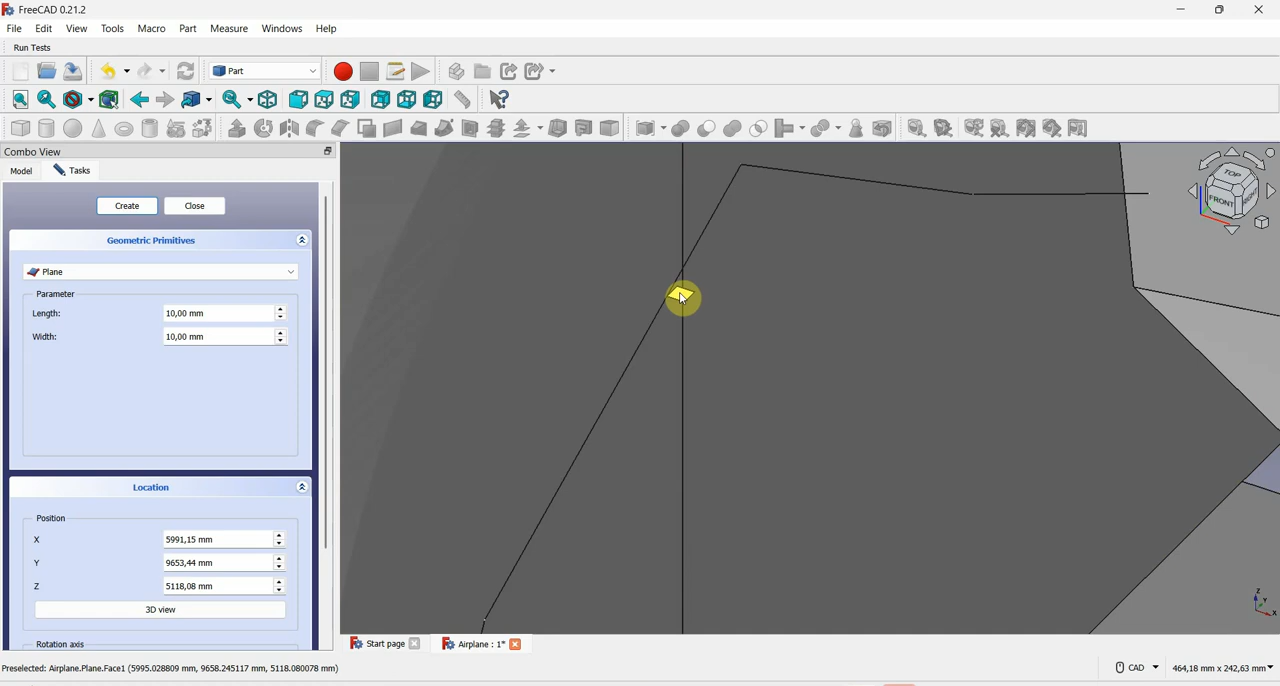 FreeCAD 0.21.2
File Edit View Tools Macro Part Measure Windows Help
Run Tests
Part
Combo View
Model Tasks
Create Close
Geometric Primitives
Plane
Parameter
Length: 10,00 mm
Width: 10,00 mm
Location
Position
X 5991,15 mm
Y 9653,44 mm
Z 5118,08 mm
3D view
Rotation axis
TOP
FRONT
RIGHT
Z
Y
X
Start page Airplane : 1*
Preselected: Airplane.Plane.Face1 (5995.028809 mm, 9658.245117 mm, 5118.080078 mm) CAD 464,18 mm x 242,63 mm